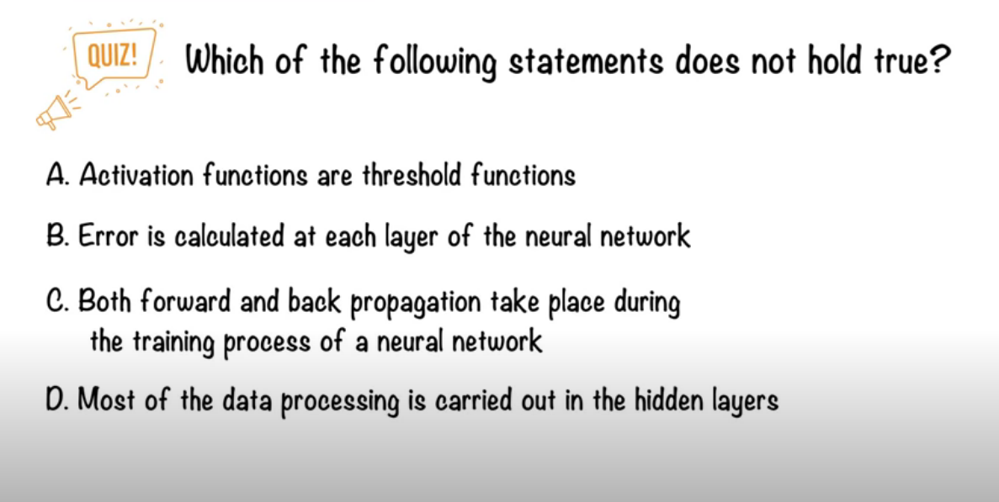 QUIZ!
Which of the following statements does not hold true?
A. Activation functions are threshold functions
B. Error is calculated at each layer of the neural network
C. Both forward and back propagation take place during
the training process of a neural network
D. Most of the data processing is carried out in the hidden layers